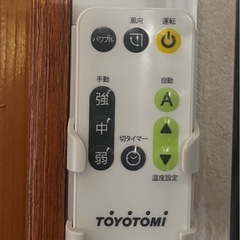 風向 運転
パワフル
手動 自動
強 A
中
切タイマー
弱
温度設定
TOYOTOMI